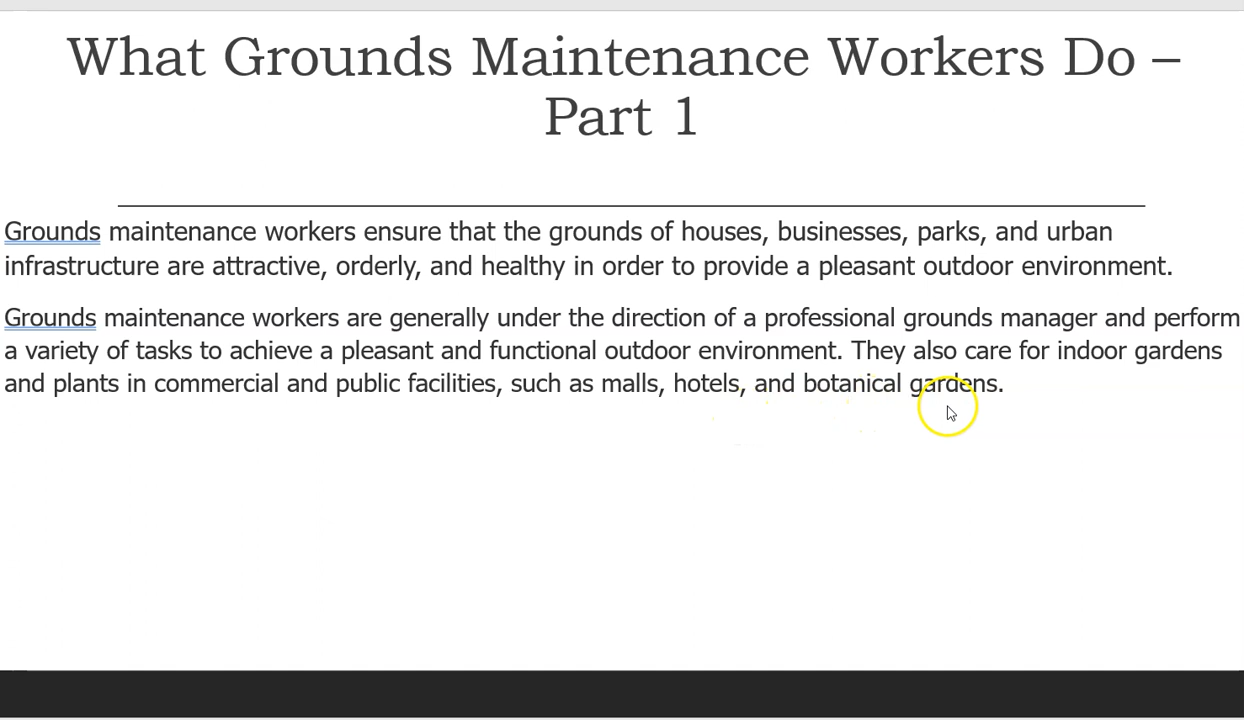 What Grounds Maintenance Workers Do –
Part 1
Grounds maintenance workers ensure that the grounds of houses, businesses, parks, and urban
infrastructure are attractive, orderly, and healthy in order to provide a pleasant outdoor environment.
Grounds maintenance workers are generally under the direction of a professional grounds manager and perform
a variety of tasks to achieve a pleasant and functional outdoor environment. They also care for indoor gardens
and plants in commercial and public facilities, such as malls, hotels, and botanical gardens.